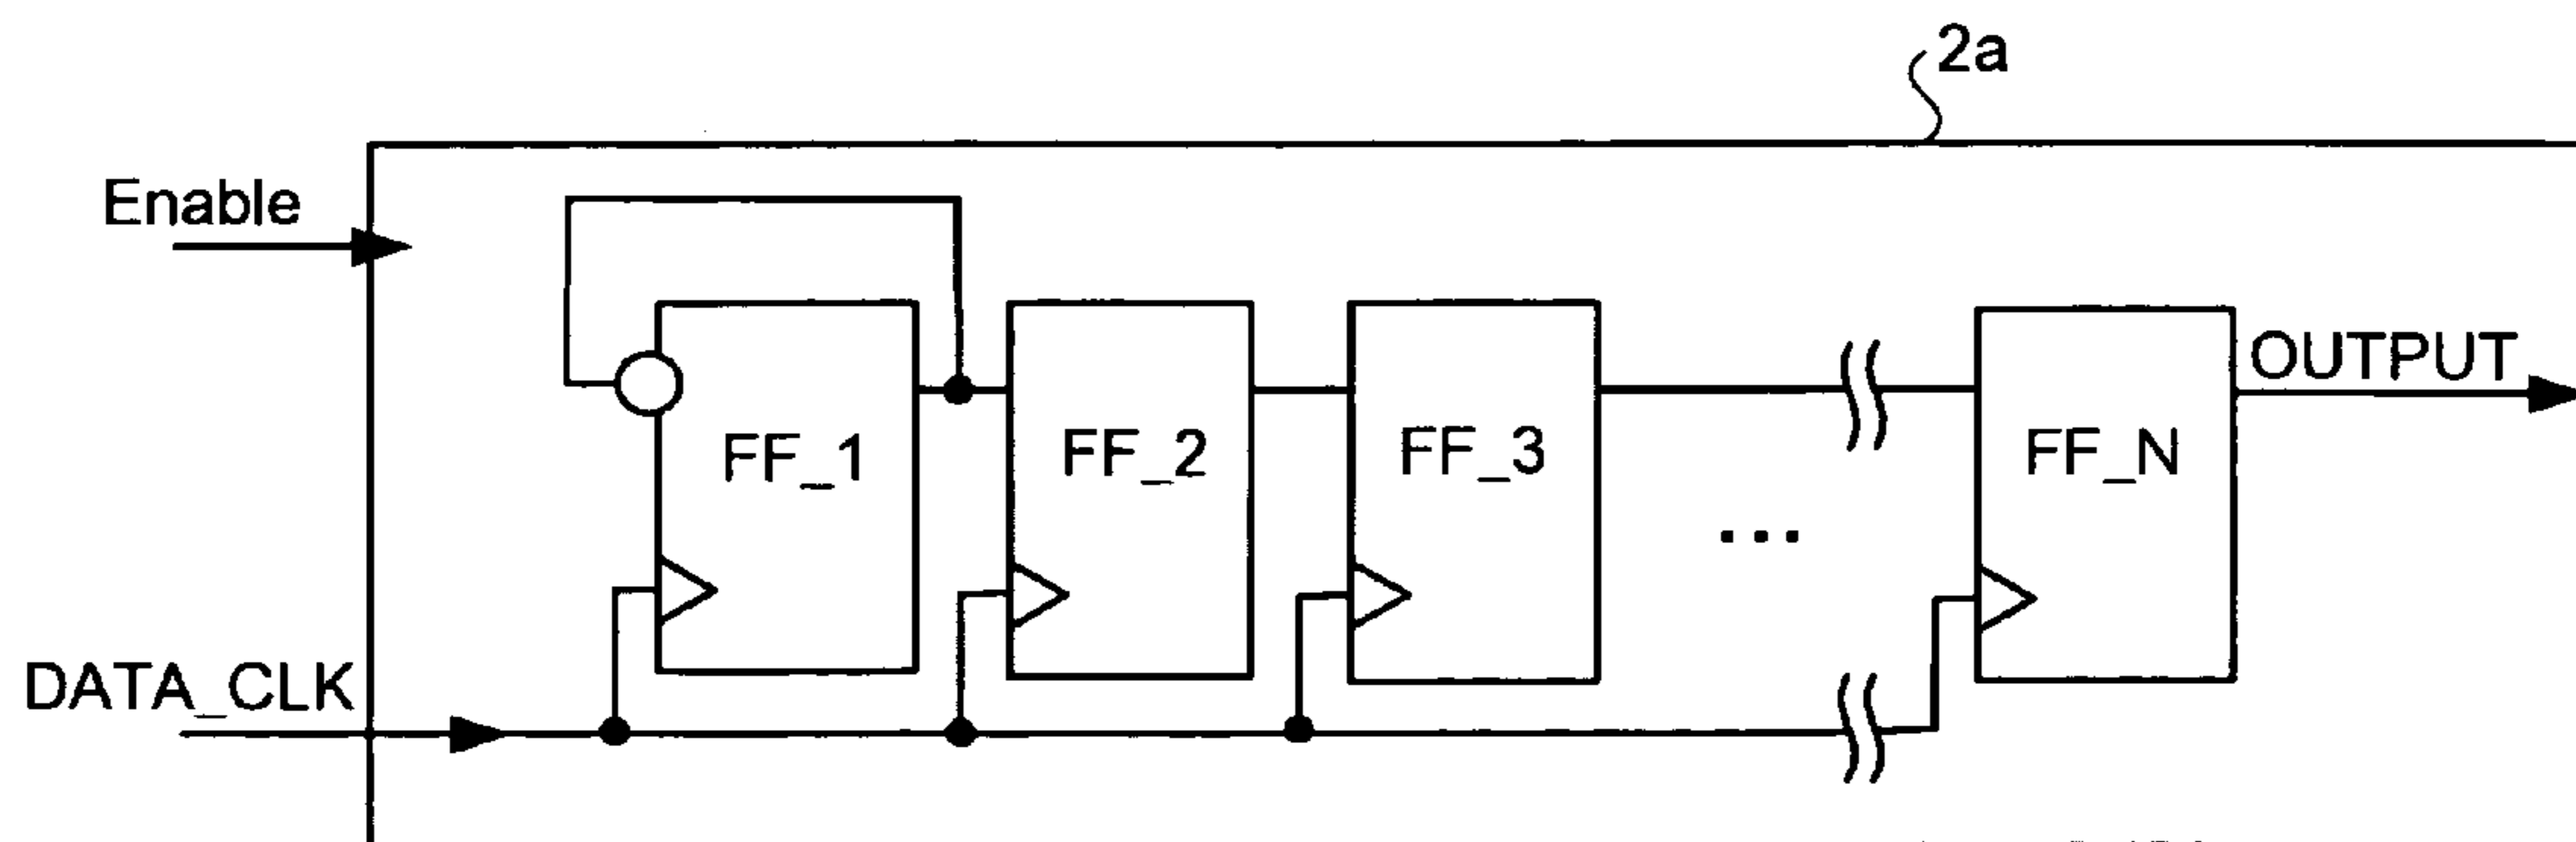 2a
Enable
OUTPUT
FF_1
FF_2
FF_3
...
FF_N
DATA_CLK